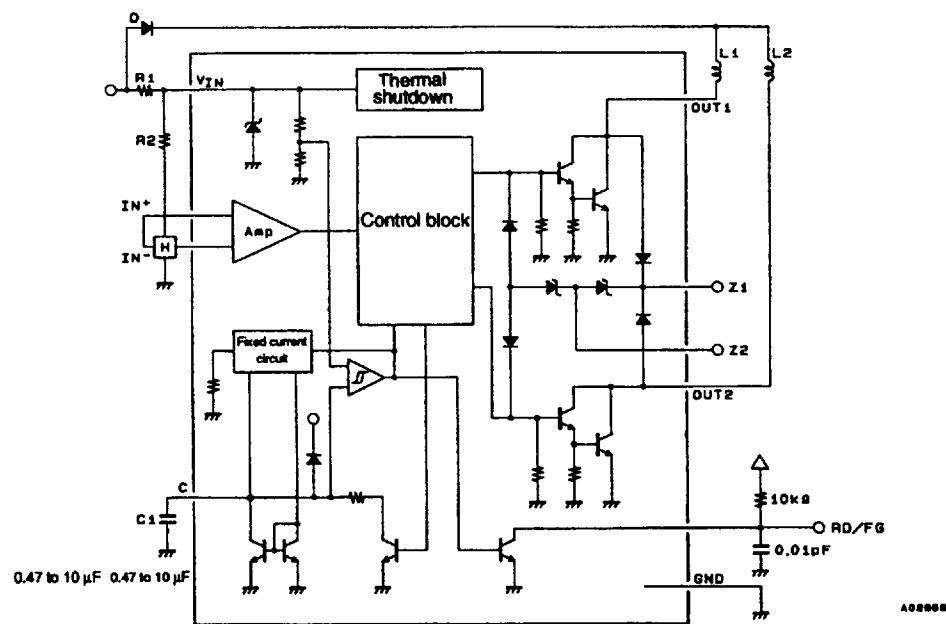 D
L1
L2
R1
VIN
Thermal
shutdown
OUT1
R2
IN+
Amp
Control block
IN-
H
Z1
Fixed current
circuit
Z2
OUT2
C
10kΩ
C1
RD/FG
0.01pF
0.47 to 10 μF 0.47 to 10 μF
GND